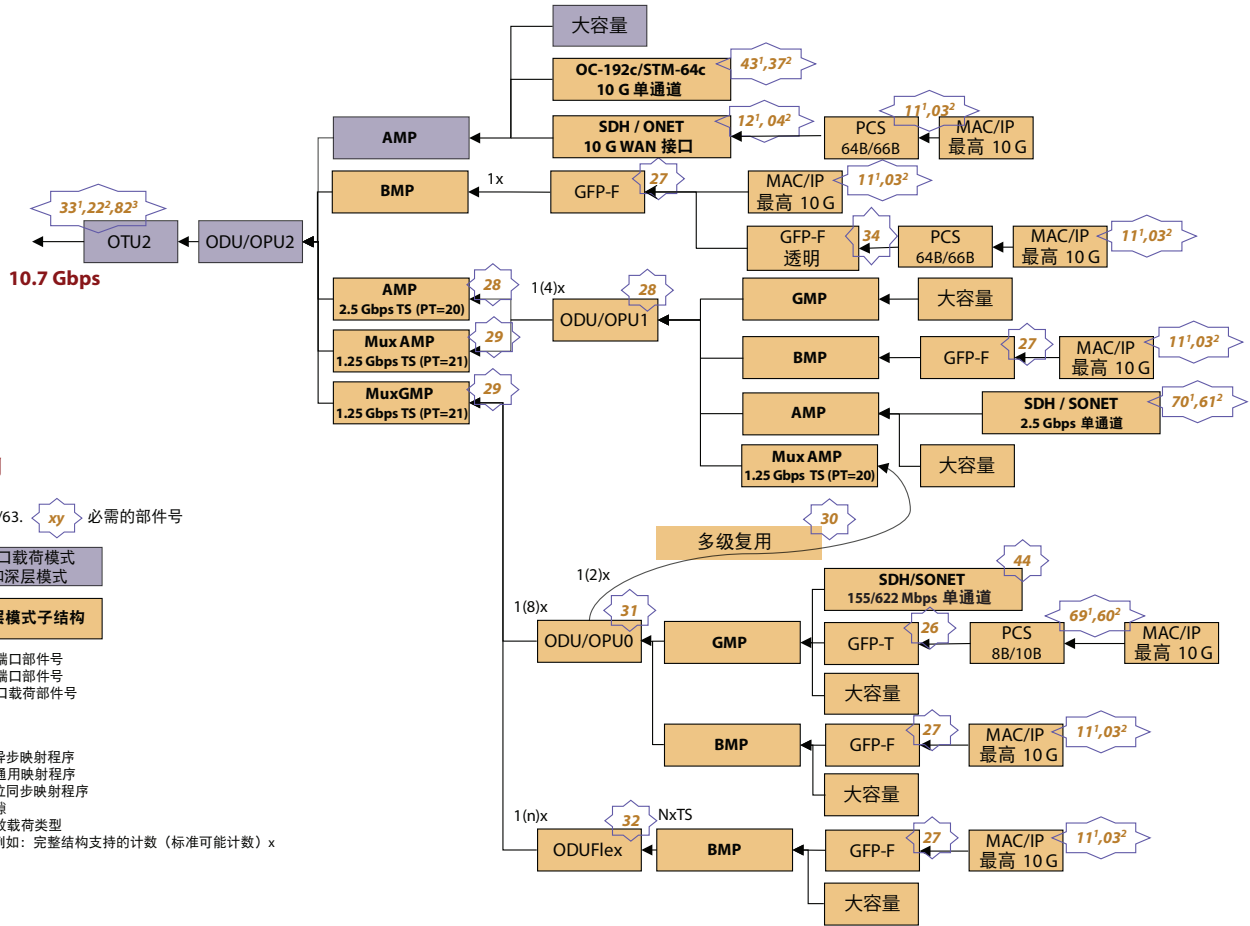 大容量
OC-192c/STM-64c
10 G 单通道
43¹,37²
SDH / ONET
10 G WAN 接口
12¹, 04²
PCS
64B/66B
11¹,03²
MAC/IP
最高 10 G
AMP
BMP
1x
GFP-F
27
MAC/IP
最高 10 G
11¹,03²
33¹,22²,82³
OTU2
ODU/OPU2
10.7 Gbps
GFP-F
透明
34
PCS
64B/66B
MAC/IP
最高 10 G
11¹,03²
AMP
2.5 Gbps TS (PT=20)
28
1(4)x
ODU/OPU1
28
GMP
大容量
Mux AMP
1.25 Gbps TS (PT=21)
29
BMP
GFP-F
27
MAC/IP
最高 10 G
11¹,03²
MuxGMP
1.25 Gbps TS (PT=21)
29
AMP
SDH / SONET
2.5 Gbps 单通道
70¹,61²
Mux AMP
1.25 Gbps TS (PT=20)
大容量
/63.
xy
必需的部件号
30
多级复用
口载荷模式
深层模式
1(2)x
44
SDH/SONET
155/622 Mbps 单通道
层模式子结构
1(8)x
31
ODU/OPU0
GMP
GFP-T
26
PCS
8B/10B
69¹,60²
MAC/IP
最高 10 G
端口部件号
端口部件号
口载荷部件号
大容量
BMP
GFP-F
27
MAC/IP
最高 10 G
11¹,03²
异步映射程序
通用映射程序
位同步映射程序
隙
效载荷类型
例如：完整结构支持的计数（标准可能计数）x
大容量
1(n)x
ODUFlex
32
NxTS
BMP
GFP-F
27
MAC/IP
最高 10 G
11¹,03²
大容量